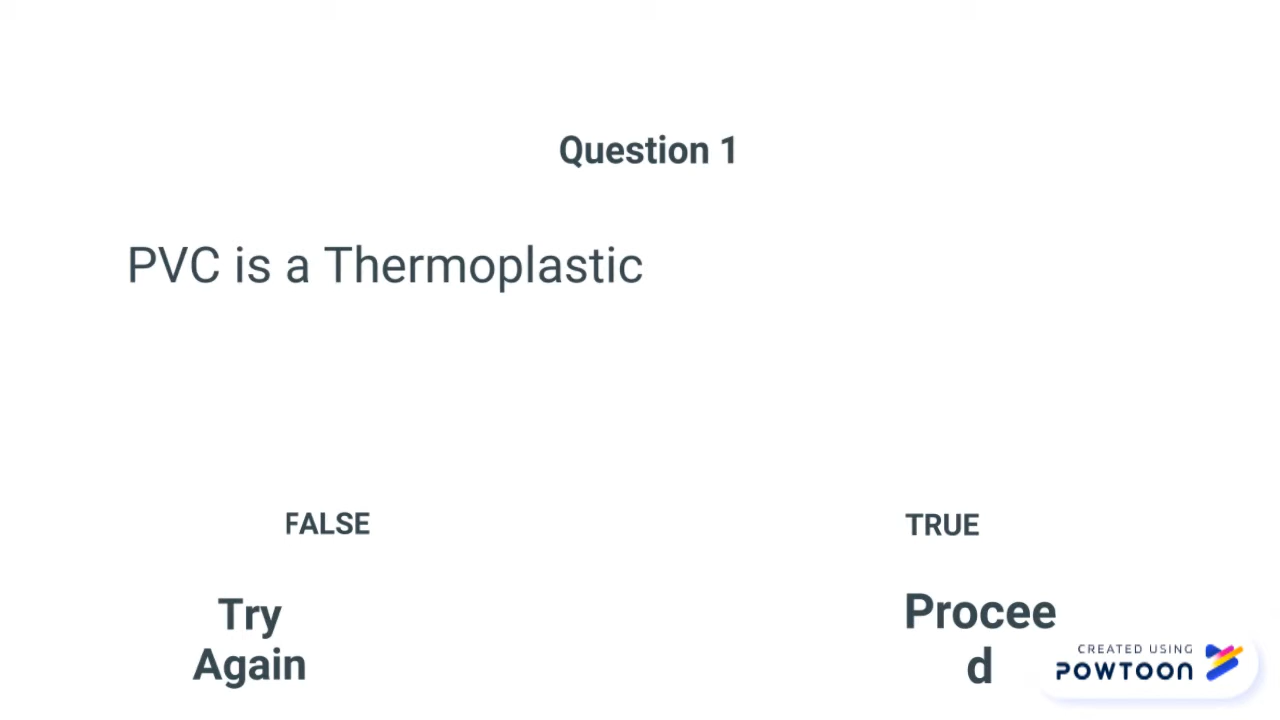 Question 1
PVC is a Thermoplastic
FALSE
TRUE
Try
Again
Procee
d
CREATED USING
POWTOON